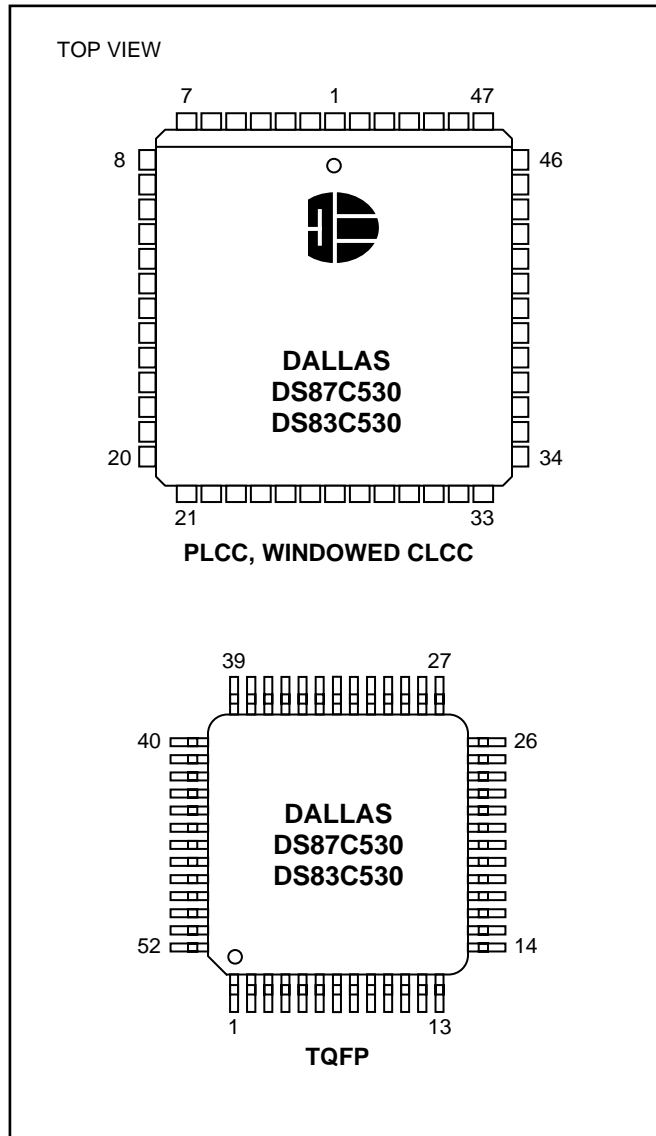 TOP VIEW
7 1 47
8 46
DALLAS
DS87C530
DS83C530
20 34
21 33
PLCC, WINDOWED CLCC
39 27
40 26
DALLAS
DS87C530
DS83C530
52 14
1 13
TQFP